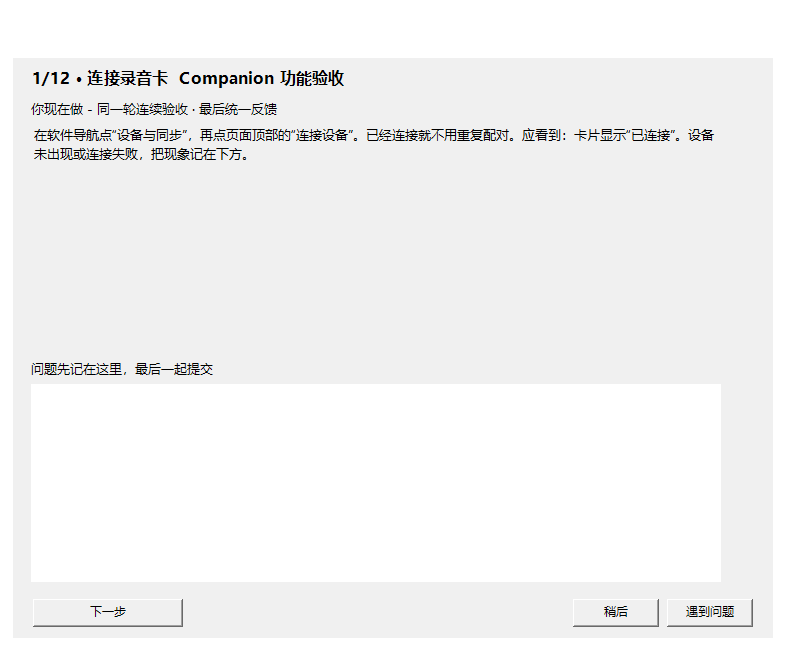 1/12 • 连接录音卡 Companion 功能验收
你现在做 - 同一轮连续验收 · 最后统一反馈
在软件导航点“设备与同步”，再点页面顶部的“连接设备”。已经连接就不用重复配对。应看到：卡片显示“已连接”。设备
未出现或连接失败，把现象记在下方。
问题先记在这里，最后一起提交
下一步
稍后
遇到问题